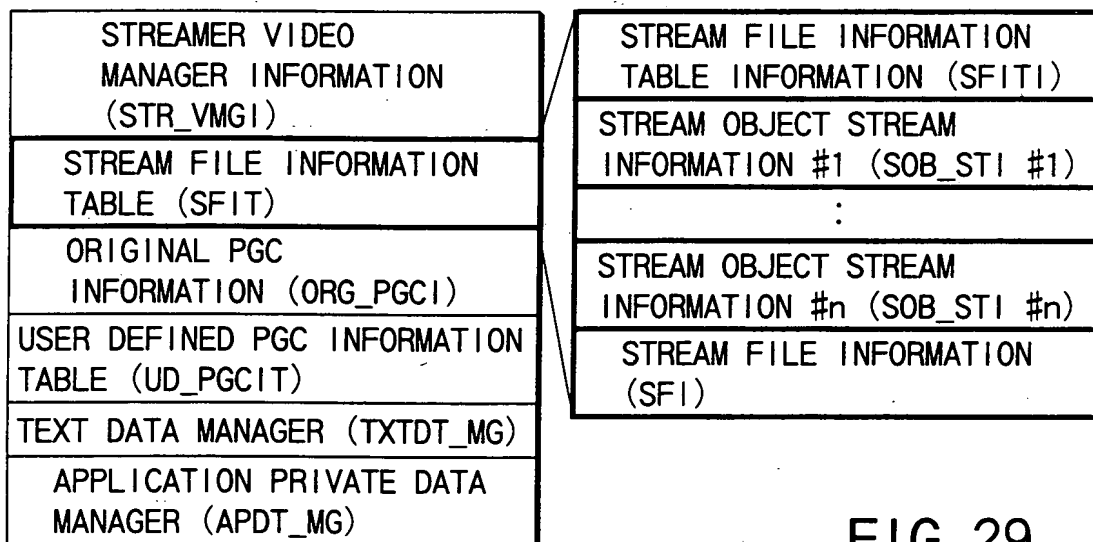 STREAMER VIDEO
MANAGER INFORMATION
(STR_VMGI)
STREAM FILE INFORMATION
TABLE (SFIT)
ORIGINAL PGC
INFORMATION (ORG_PGCI)
USER DEFINED PGC INFORMATION
TABLE (UD_PGCIT)
TEXT DATA MANAGER (TXTDT_MG)
APPLICATION PRIVATE DATA
MANAGER (APDT_MG)
STREAM FILE INFORMATION
TABLE INFORMATION (SFITI)
STREAM OBJECT STREAM
INFORMATION #1 (SOB_STI #1)
:
STREAM OBJECT STREAM
INFORMATION #n (SOB_STI #n)
STREAM FILE INFORMATION
(SFI)
FIG. 29